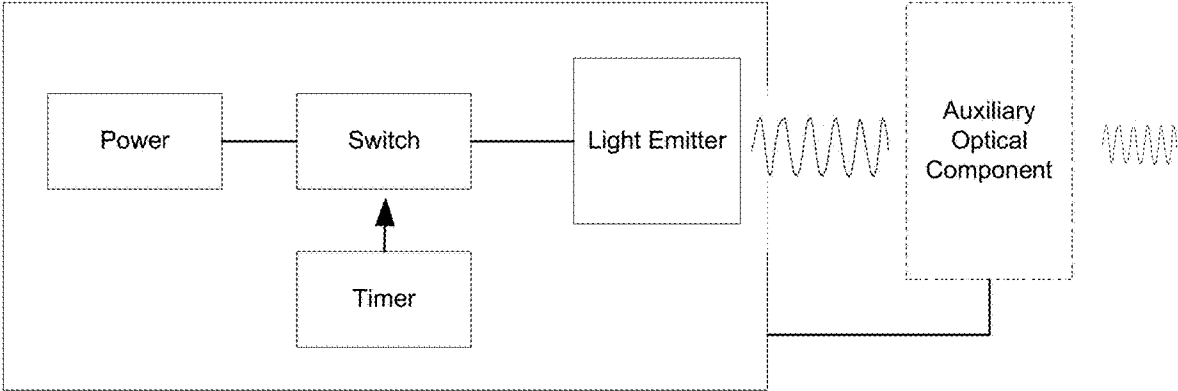 Power
Switch
Light Emitter
Auxiliary
Optical
Component
Timer